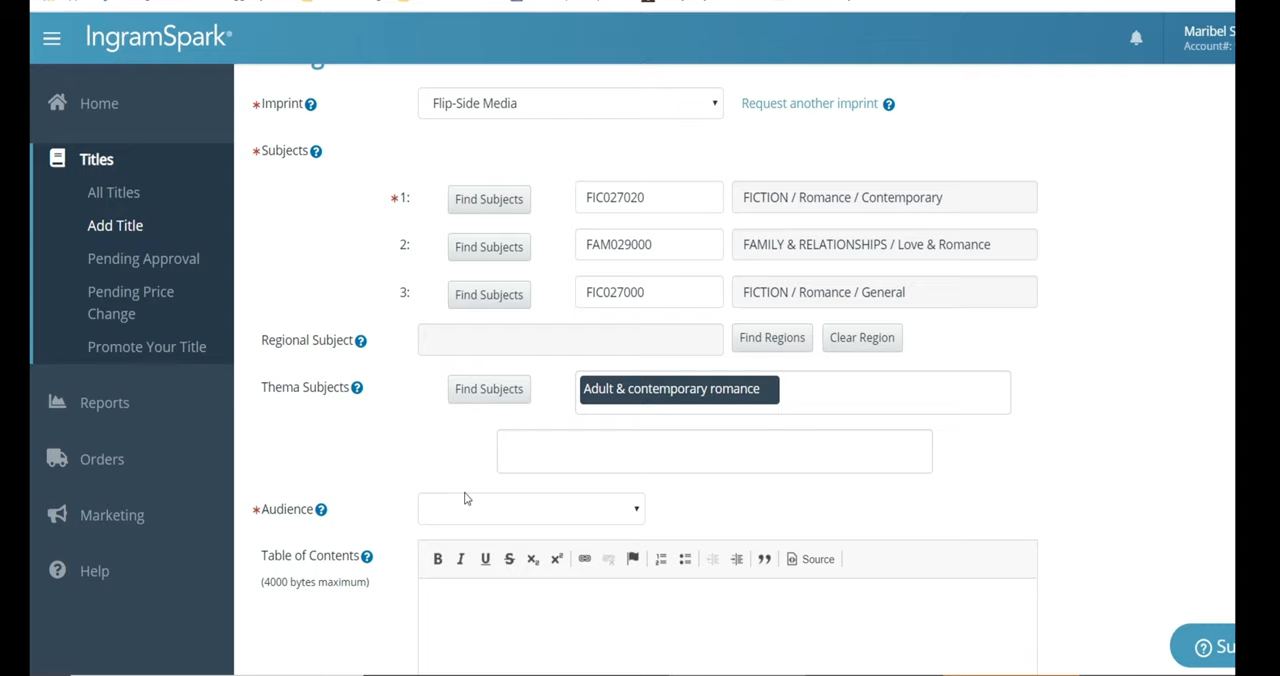 IngramSpark®
Maribel S
Account#:
Home
Titles
All Titles
Add Title
Pending Approval
Pending Price
Change
Promote Your Title
Reports
Orders
Marketing
Help
*Imprint ?
Flip-Side Media
Request another imprint ?
*Subjects ?
*1: Find Subjects FIC027020 FICTION / Romance / Contemporary
2: Find Subjects FAM029000 FAMILY & RELATIONSHIPS / Love & Romance
3: Find Subjects FIC027000 FICTION / Romance / General
Regional Subject ? Find Regions Clear Region
Thema Subjects ? Find Subjects Adult & contemporary romance
*Audience ?
Table of Contents ?
(4000 bytes maximum)
B I U S x₂ x² Source
? Su